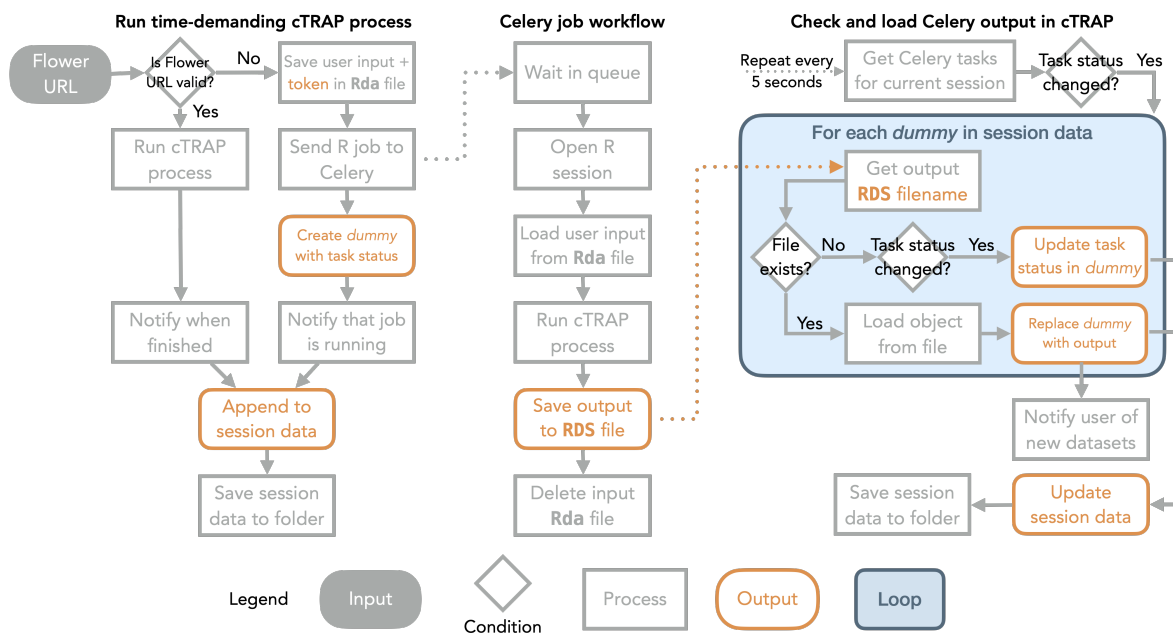 Run time-demanding cTRAP process
Flower
URL
Is Flower
URL valid?
No
Save user input +
token in Rda file
Yes
Run cTRAP
process
Send R job to
Celery
Create dummy
with task status
Notify when
finished
Notify that job
is running
Append to
session data
Save session
data to folder
Celery job workflow
Wait in queue
Open R
session
Load user input
from Rda file
Run cTRAP
process
Save output
to RDS file
Delete input
Rda file
Check and load Celery output in cTRAP
Repeat every
5 seconds
Get Celery tasks
for current session
Task status
changed?
Yes
For each dummy in session data
Get output
RDS filename
File
exists?
No
Task status
changed?
Yes
Update task
status in dummy
Yes
Load object
from file
Replace dummy
with output
Notify user of
new datasets
Save session
data to folder
Update
session data
Legend
Input
Condition
Process
Output
Loop